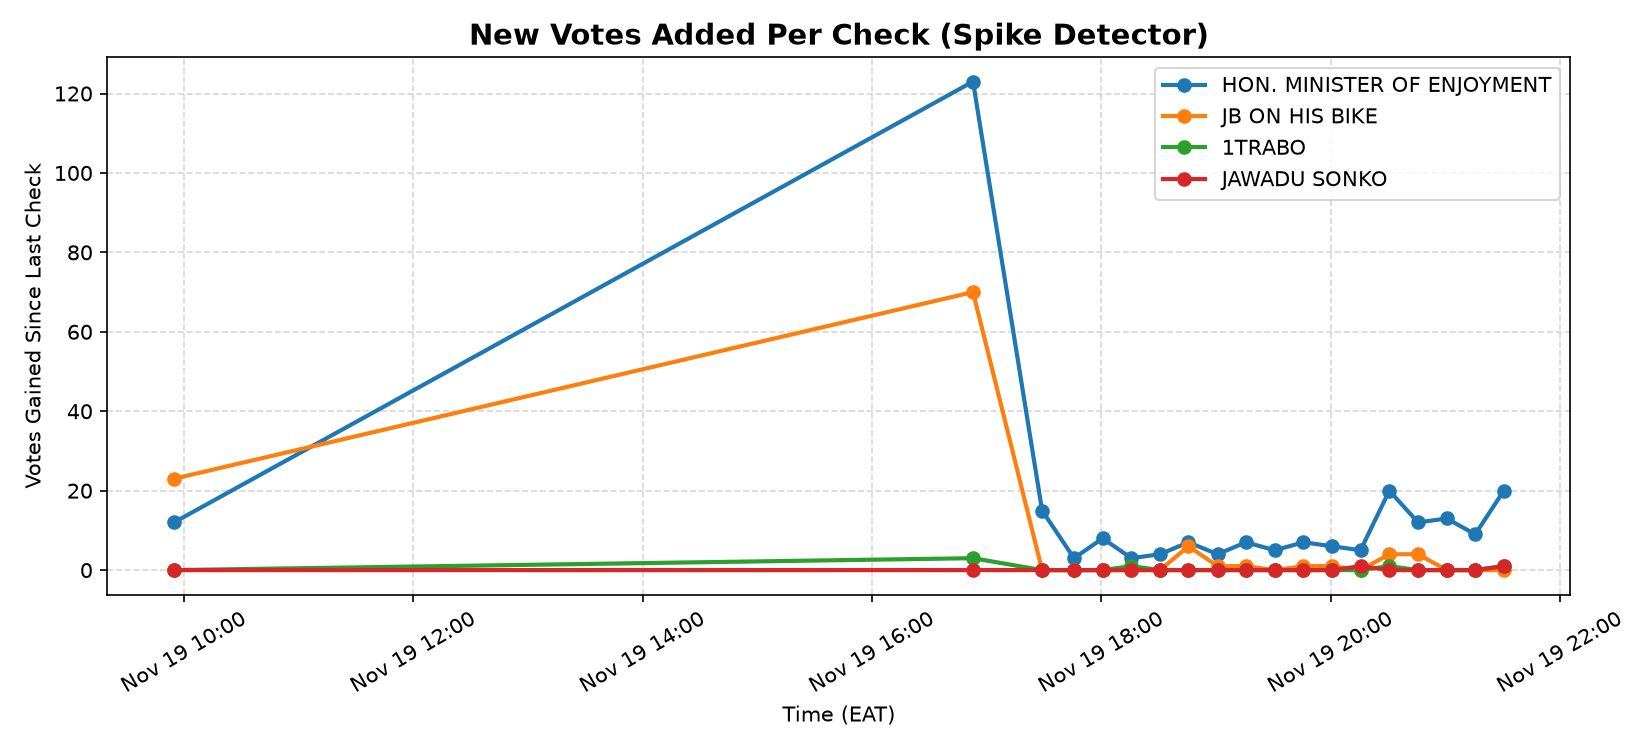 New Votes Added Per Check (Spike Detector)
HON. MINISTER OF ENJOYMENT
JB ON HIS BIKE
1TRABO
JAWADU SONKO
Votes Gained Since Last Check
120
100
80
60
40
20
0
Nov 19 10:00
Nov 19 12:00
Nov 19 14:00
Nov 19 16:00
Nov 19 18:00
Nov 19 20:00
Nov 19 22:00
Time (EAT)